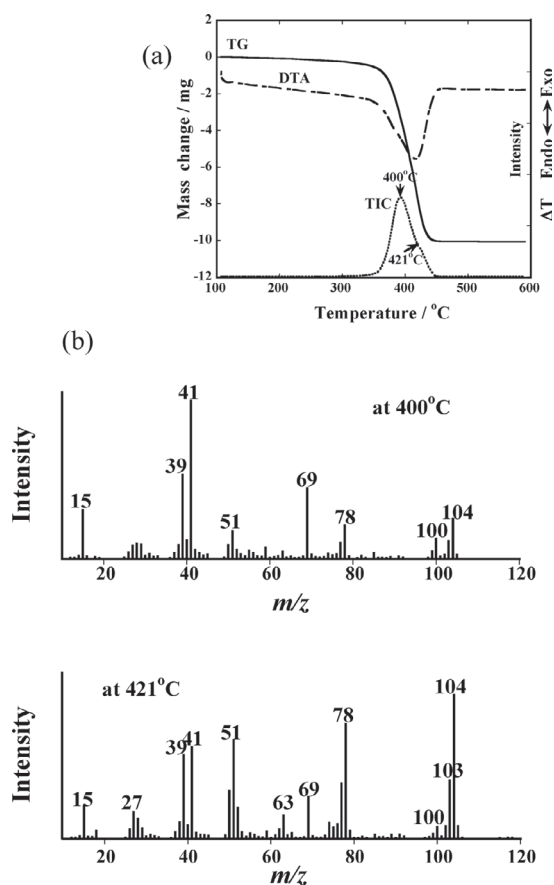 (a)
TG
DTA
400°C
TIC
421°C
2
0
-2
-4
-6
-8
-10
-12
Mass change / mg
100 200 300 400 500 600
Temperature / °C
Intensity
ΔT Endo Exo
(b)
at 400°C
15
39
41
51
69
78
100
104
Intensity
20 40 60 80 100 120
m/z
at 421°C
15
27
39
41
51
63
69
78
100
103
104
Intensity
20 40 60 80 100 120
m/z